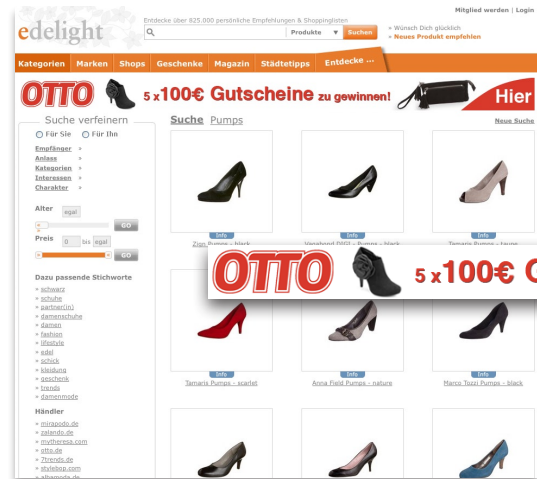 Mitglied werden | Login
edelight
Entdecke über 625.000 persönliche Empfehlungen & Shoppinglisten
Produkte ▼ Suchen
» Wünsch Dich glücklich
» Neues Produkt empfehlen
Kategorien Marken Shops Geschenke Magazin Städtetipps Entdecke ...
OTTO 5 x 100€ Gutscheine zu gewinnen! Hier
Suche verfeinern
Für Sie Für Ihn
Empfänger »
Anlass »
Kategorien »
Interessen »
Charakter »
Alter egal
GO
Preis 0 bis egal
GO
Dazu passende Stichworte
» schwarz
» schuhe
» partner(in)
» damenschuhe
» damen
» fashion
» lifestyle
» edel
» schick
» kleidung
» geschenk
» trends
» damenmode
Händler
» mirapodo.de
» zalando.de
» mytheresa.com
» otto.de
» 7trends.de
» stylebop.com
Suche Pumps
Neue Suche
Info Info Info
Zign Pumps - black
Pumps - black
Tamaris Pumps - taupe
OTTO 5 x 100€ G
Info Info Info
Tamaris Pumps - scarlet
Anna Field Pumps - nature
Marco Tozzi Pumps - black